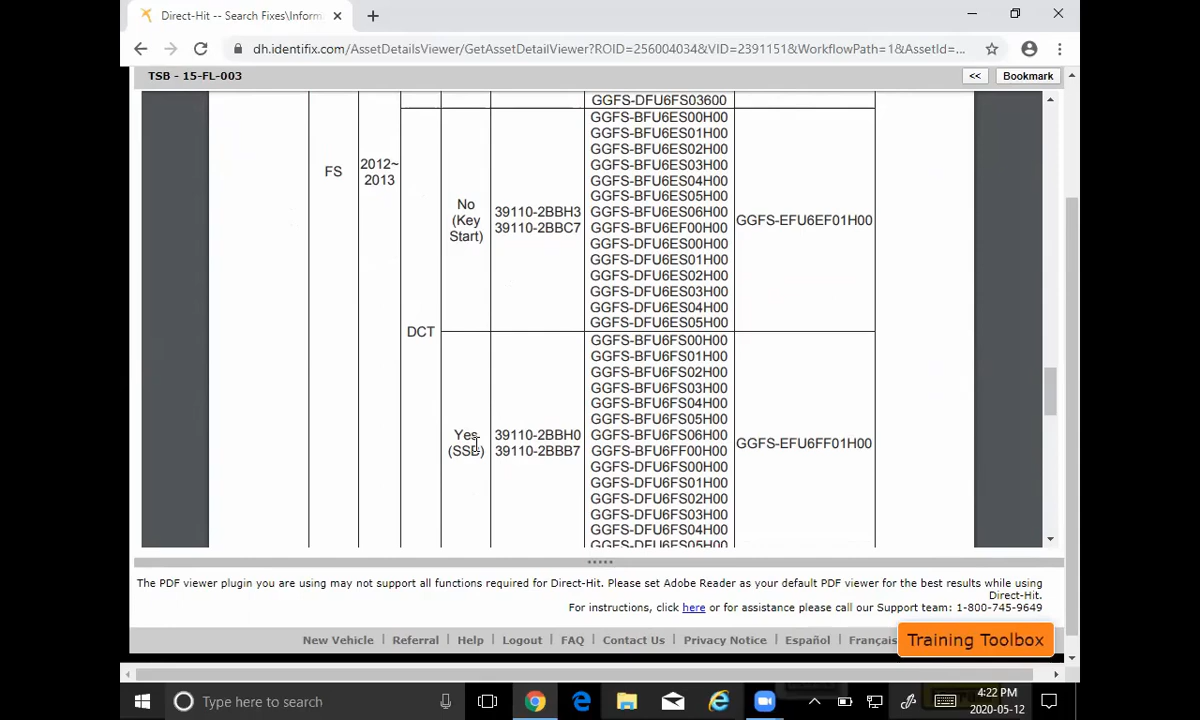 Direct-Hit -- Search Fixes\Inform
dh.identifix.com/AssetDetailsViewer/GetAssetDetailViewer?ROID=256004034&VID=2391151&WorkflowPath=1&AssetId=...
TSB - 15-FL-003
<<
Bookmark
GGFS-DFU6FS03600
FS
2012~
2013
DCT
No
(Key
Start)
39110-2BBH3
39110-2BBC7
GGFS-BFU6ES00H00
GGFS-BFU6ES01H00
GGFS-BFU6ES02H00
GGFS-BFU6ES03H00
GGFS-BFU6ES04H00
GGFS-BFU6ES05H00
GGFS-BFU6ES06H00
GGFS-BFU6EF00H00
GGFS-DFU6ES00H00
GGFS-DFU6ES01H00
GGFS-DFU6ES02H00
GGFS-DFU6ES03H00
GGFS-DFU6ES04H00
GGFS-DFU6ES05H00
GGFS-EFU6EF01H00
Yes
(SSB)
39110-2BBH0
39110-2BBB7
GGFS-BFU6FS00H00
GGFS-BFU6FS01H00
GGFS-BFU6FS02H00
GGFS-BFU6FS03H00
GGFS-BFU6FS04H00
GGFS-BFU6FS05H00
GGFS-BFU6FS06H00
GGFS-BFU6FF00H00
GGFS-DFU6FS00H00
GGFS-DFU6FS01H00
GGFS-DFU6FS02H00
GGFS-DFU6FS03H00
GGFS-DFU6FS04H00
GGFS-DFU6FS05H00
GGFS-EFU6FF01H00
The PDF viewer plugin you are using may not support all functions required for Direct-Hit. Please set Adobe Reader as your default PDF viewer for the best results while using
Direct-Hit.
For instructions, click here or for assistance please call our Support team: 1-800-745-9649
New Vehicle | Referral | Help | Logout | FAQ | Contact Us | Privacy Notice | Español | Français
Training Toolbox
Type here to search
4:22 PM
2020-05-12